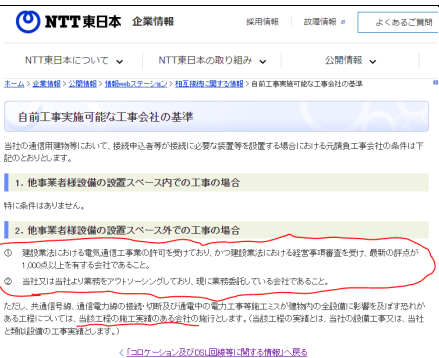 NTT東日本 企業情報
採用情報
故障情報
よくあるご質問
NTT東日本について
NTT東日本の取り組み
公開情報
ホーム > 企業情報 > 公開情報 > 情報webステーション > 相互接続に関する情報 > 自前工事実施可能な工事会社の基準
自前工事実施可能な工事会社の基準
当社の通信用建物等において、接続申込者等が接続に必要な装置等を設置する場合における元請負工事会社の条件は下
記のとおりとします。
1. 他事業者様設備の設置スペース内での工事の場合
特に条件はありません。
2. 他事業者様設備の設置スペース外での工事の場合
① 建設業法における電気通信工事業の許可を受けており、かつ建設業法における経営事項審査を受け、最新の評点が
1,000点以上を有する会社であること。
② 当社又は当社より業務をアウトソーシングしており、現に業務委託している会社であること。
ただし、共通信号線、通信電力線の接続・切断及び通電中の電力工事等施工ミスが建物内の全設備に影響を及ぼす恐れが
ある工程については、当該工程の施工実績のある会社の施行とします。(当該工程の実績とは、当社の設備工事又は、当社
と類似設備の工事実績とします。)
< 「コロケーション及びDSL回線等に関する情報」へ戻る